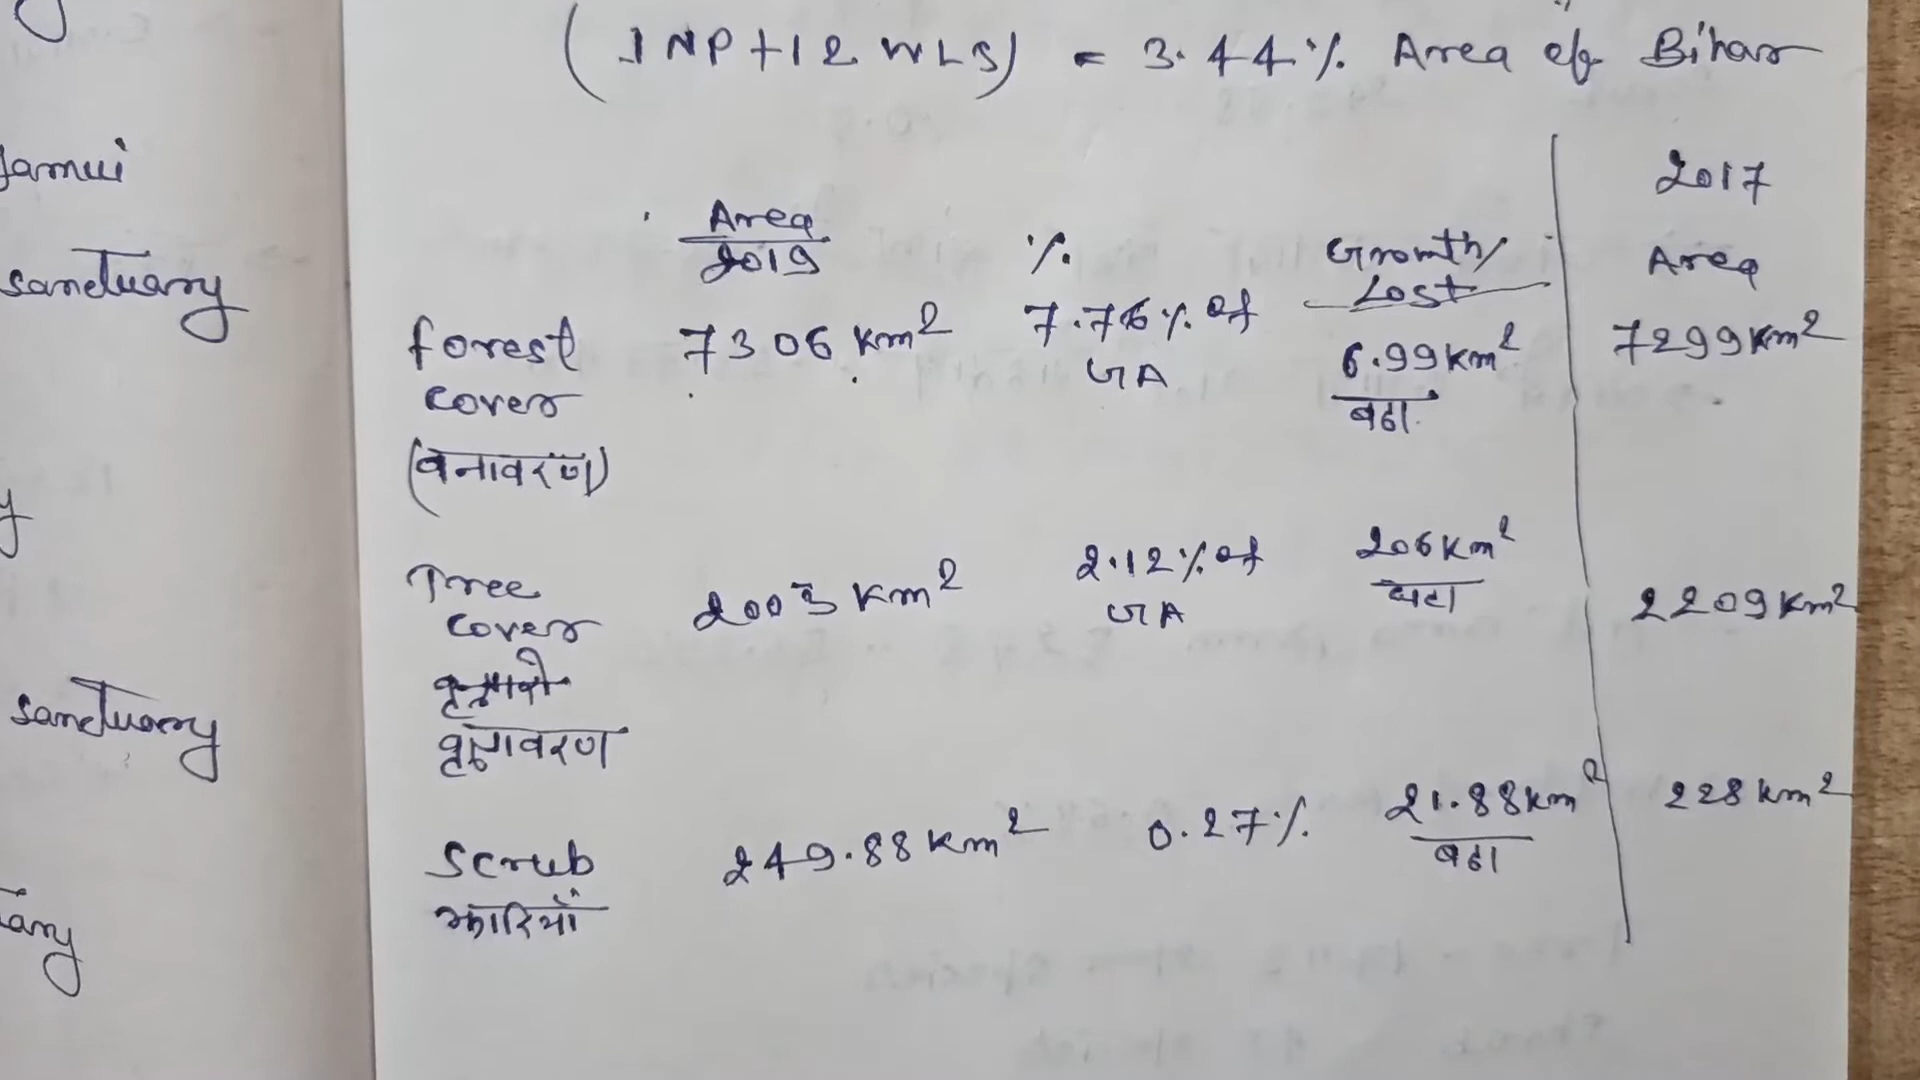 (1NP+12 WLS) = 3.44% Area of Bihar
Jamui
sanctuary
sanctuary
2017
Area
2019
%
Growth/
Lost
Area
forest
cover
(वनावरण)
7306 km²
7.76% of
GA
6.99 km²
बढा
7299 km²
Tree
cover
वृक्षावरण
2003 km²
2.12% of
GA
206 km²
घटा
2209 km²
Scrub
झारियाँ
249.88 km²
0.27%
21.88 km²
बढा
228 km²